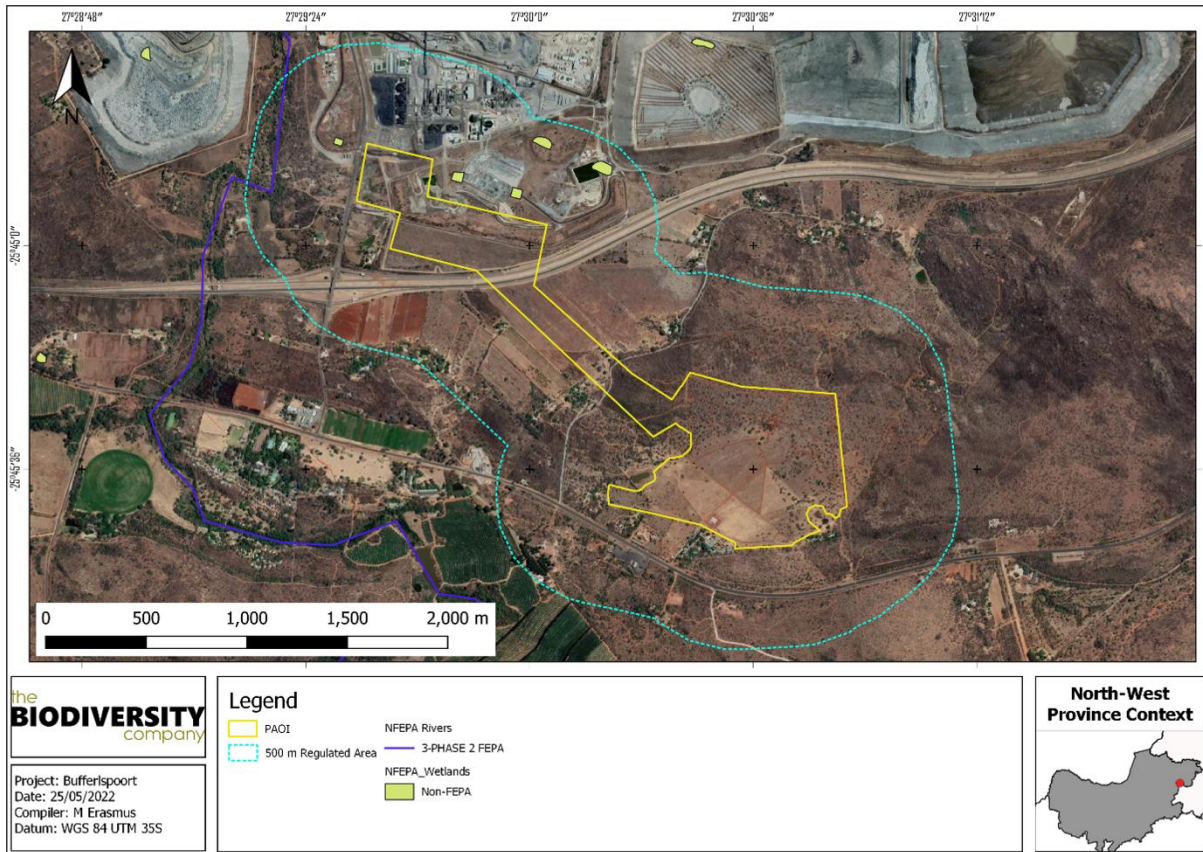 27°28'48" 27°29'24" 27°30'0" 27°30'36" 27°31'12"
N
-25°45'0"
-25°45'36"
0 500 1,000 1,500 2,000 m
the
BIODIVERSITY
company
Project: Bufferlspoort
Date: 25/05/2022
Compiler: M Erasmus
Datum: WGS 84 UTM 35S
Legend
PAOI
500 m Regulated Area
NFEPA Rivers
3-PHASE 2 FEPA
NFEPA_Wetlands
Non-FEPA
North-West
Province Context